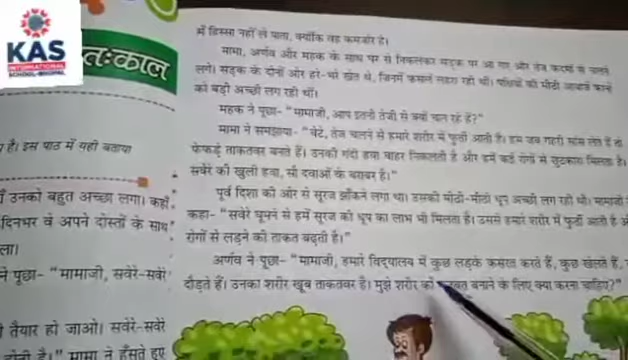 KAS
INTERNATIONAL
SCHOOL-BHOPAL
तःकाल
है। इस पाठ में यही बताया
उनको बहुत अच्छा लगा। कहाँ
दिनभर वे अपने दोस्तों के साथ
ला।
ने पूछा- "मामाजी, सवेरे-सवेरे
तैयार हो जाओ। सवेरे-सवेरे
मामा ने हँसते हुए
में हिस्सा नहीं ले पाता, क्योंकि वह कमजोर है।
मामा, अर्णव और महक के साथ घर से निकलकर सड़क पर आ गए और तेज कदमों से चलने
लगे। सड़क के दोनों ओर हरे-भरे खेत थे, जिनमें फसलें लहरा रही थीं। पक्षियों की मीठी आवाजें कानों
को बड़ी अच्छी लग रही थीं।
महक ने पूछा- "मामाजी, आप इतनी तेजी से क्यों चल रहे हैं?"
मामा ने समझाया- "बेटे, तेज चलने से हमारे शरीर में फुर्ती आती है। हम जब गहरी साँस लेते हैं तो
फेफड़े ताकतवर बनते हैं। उनकी गंदी हवा बाहर निकलती है और हमें कई रोगों से छुटकारा मिलता है।
सवेरे की खुली हवा, सौ दवाओं के बराबर है।"
पूर्व दिशा की ओर से सूरज झाँकने लगा था। उसकी मीठी-मीठी धूप अच्छी लग रही थी। मामाजी
कहा- "सवेरे घूमने से हमें सूरज की धूप का लाभ भी मिलता है। उससे हमारे शरीर में फुर्ती आती है
रोगों से लड़ने की ताकत बढ़ती है।"
अर्णव ने पूछा- "मामाजी, हमारे विद्यालय में कुछ लड़के कसरत करते हैं, कुछ खेलते हैं,
दौड़ते हैं। उनका शरीर खूब ताकतवर है। मुझे शरीर को बनाने के लिए क्या करना चाहिए?"